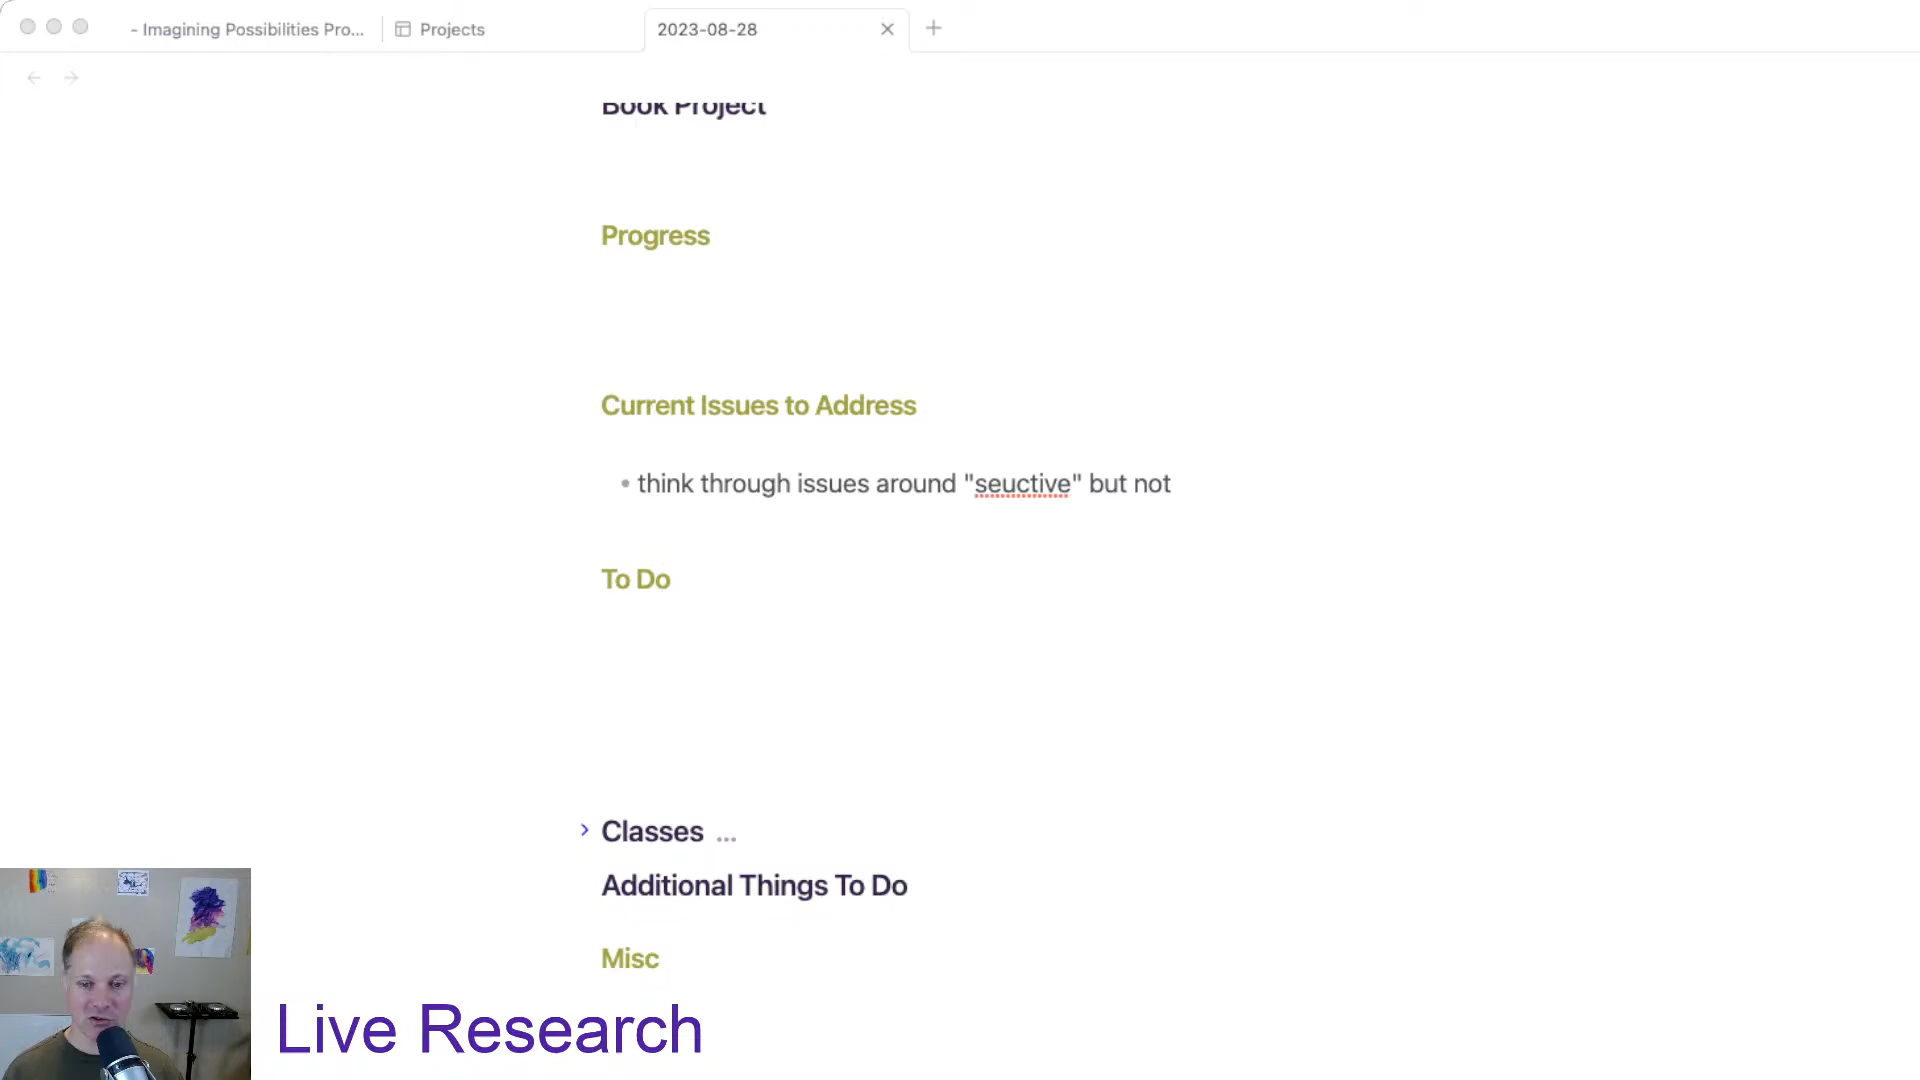 - Imagining Possibilities Pro...
Projects
2023-08-28
Book Project
Progress
Current Issues to Address
• think through issues around "seuctive" but not
To Do
Classes ...
Additional Things To Do
Misc
Live Research